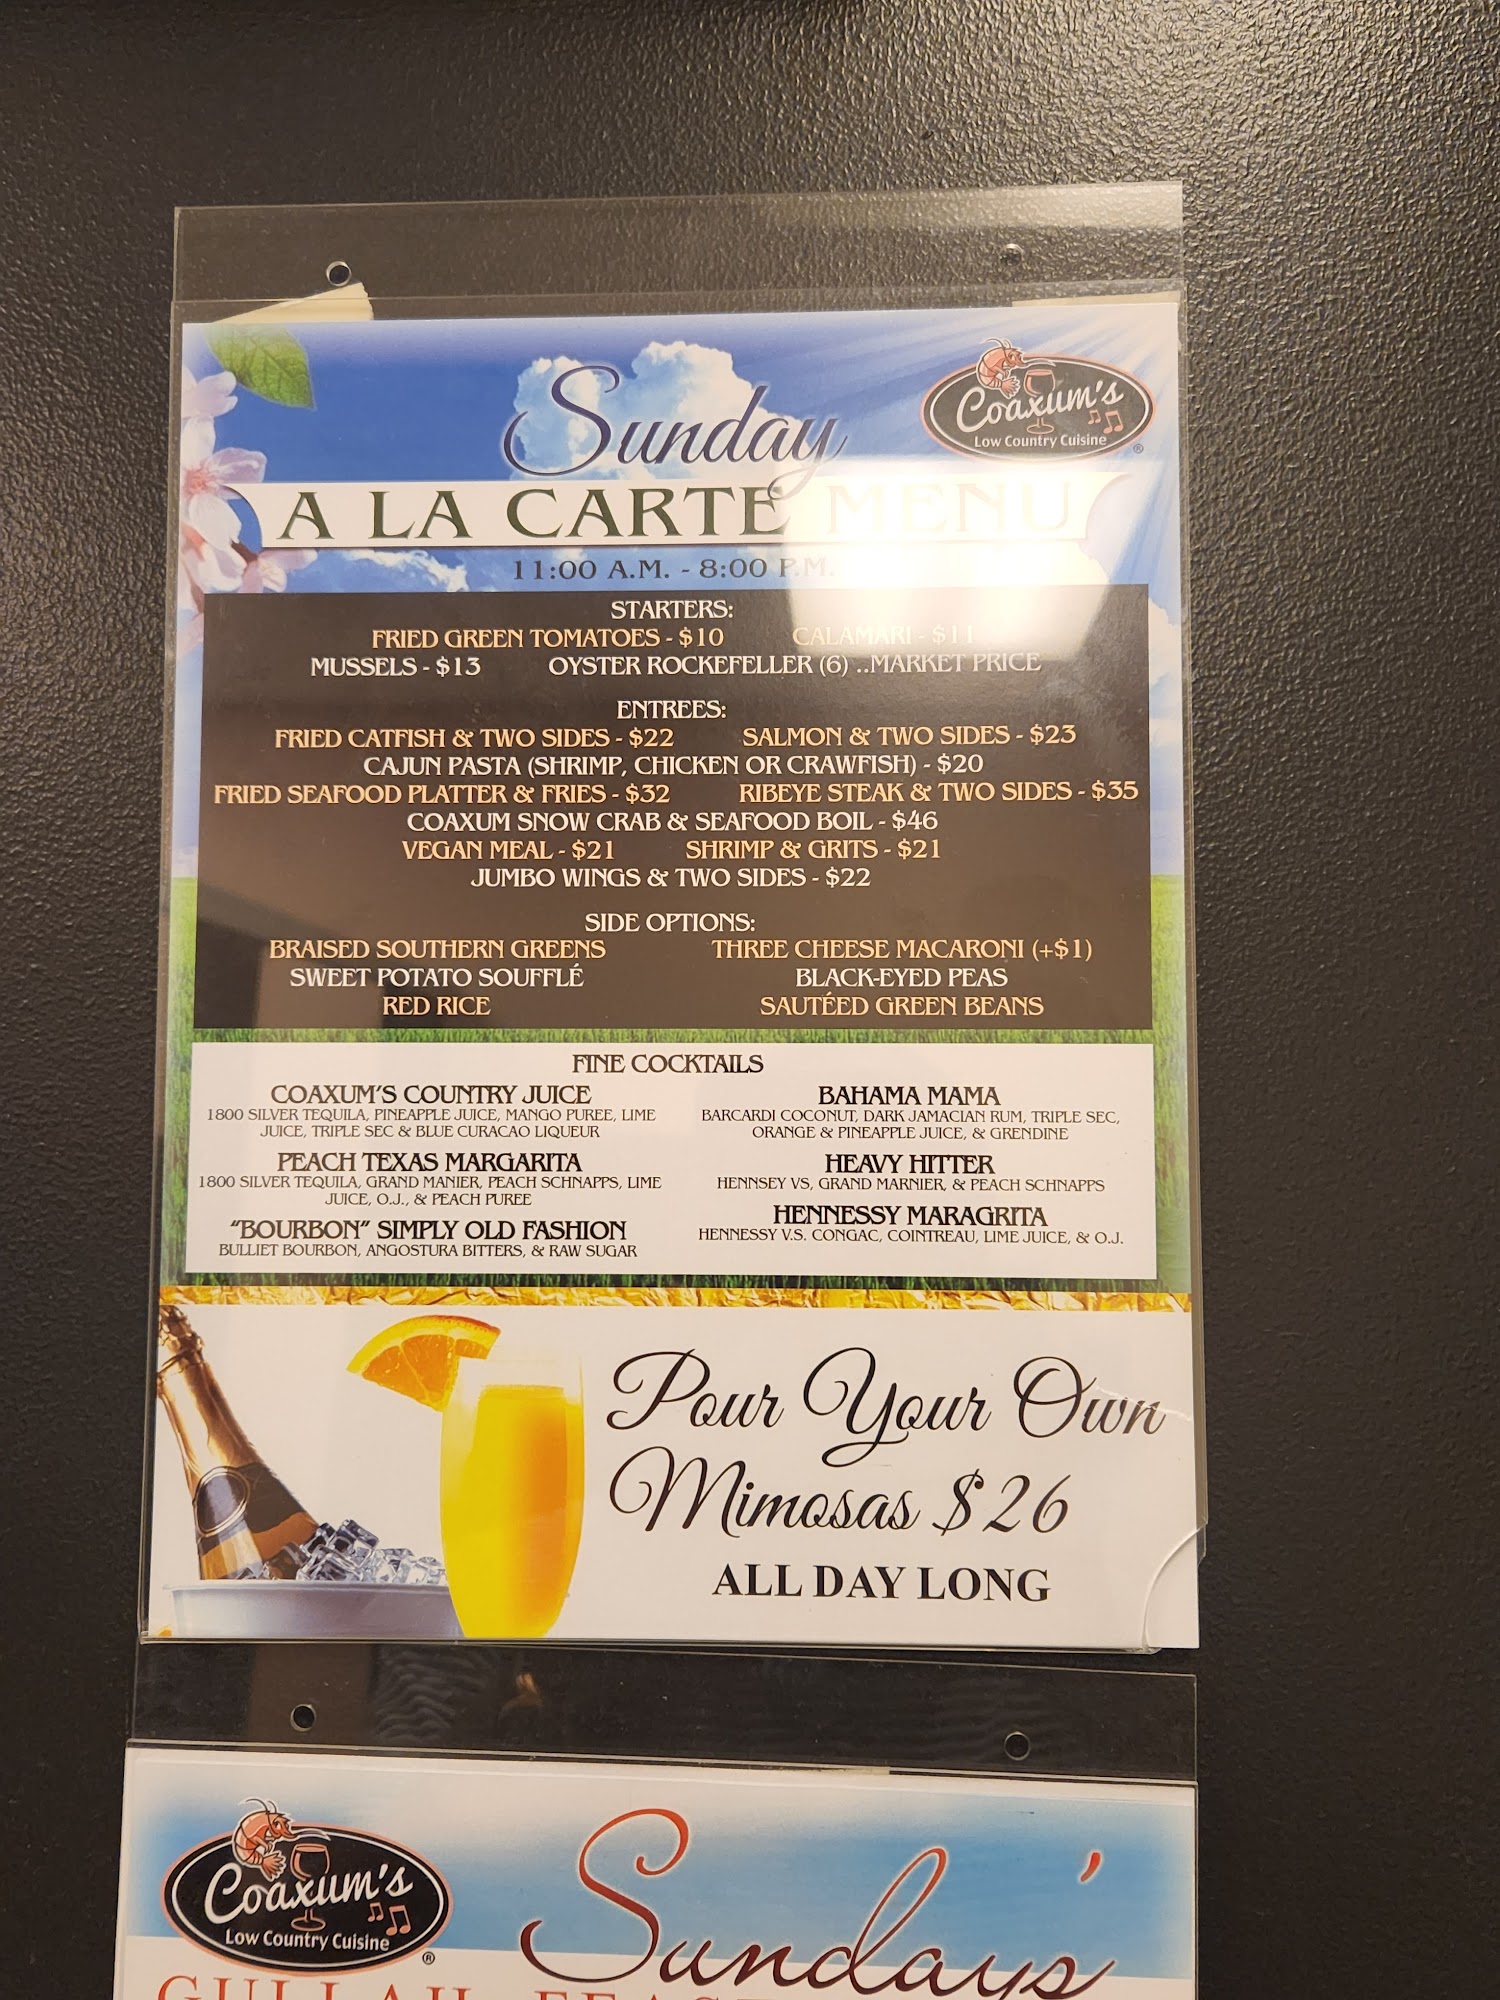 Sunday
Coaxum's
Low Country Cuisine
®
A LA CARTE MENU
11:00 A.M. - 8:00 P.M.
STARTERS:
FRIED GREEN TOMATOES - $10 CALAMARI - $11
MUSSELS - $13 OYSTER ROCKEFELLER (6) ..MARKET PRICE
ENTREES:
FRIED CATFISH & TWO SIDES - $22 SALMON & TWO SIDES - $23
CAJUN PASTA (SHRIMP, CHICKEN OR CRAWFISH) - $20
FRIED SEAFOOD PLATTER & FRIES - $32 RIBEYE STEAK & TWO SIDES - $35
COAXUM SNOW CRAB & SEAFOOD BOIL - $46
VEGAN MEAL - $21 SHRIMP & GRITS - $21
JUMBO WINGS & TWO SIDES - $22
SIDE OPTIONS:
BRAISED SOUTHERN GREENS THREE CHEESE MACARONI (+$1)
SWEET POTATO SOUFFLÉ BLACK-EYED PEAS
RED RICE SAUTÉED GREEN BEANS
FINE COCKTAILS
COAXUM'S COUNTRY JUICE
1800 SILVER TEQUILA, PINEAPPLE JUICE, MANGO PUREE, LIME
JUICE, TRIPLE SEC & BLUE CURACAO LIQUEUR
PEACH TEXAS MARGARITA
1800 SILVER TEQUILA, GRAND MANIER, PEACH SCHNAPPS, LIME
JUICE, O.J., & PEACH PUREE
"BOURBON" SIMPLY OLD FASHION
BULLIET BOURBON, ANGOSTURA BITTERS, & RAW SUGAR
BAHAMA MAMA
BARCARDI COCONUT, DARK JAMACIAN RUM, TRIPLE SEC,
ORANGE & PINEAPPLE JUICE, & GRENDINE
HEAVY HITTER
HENNSEY VS, GRAND MARNIER, & PEACH SCHNAPPS
HENNESSY MARAGRITA
HENNESSY V.S. CONGAC, COINTREAU, LIME JUICE, & O.J.
Pour Your Own
Mimosas $26
ALL DAY LONG
Coaxum's
Low Country Cuisine
®
Sundays'
GULLAH